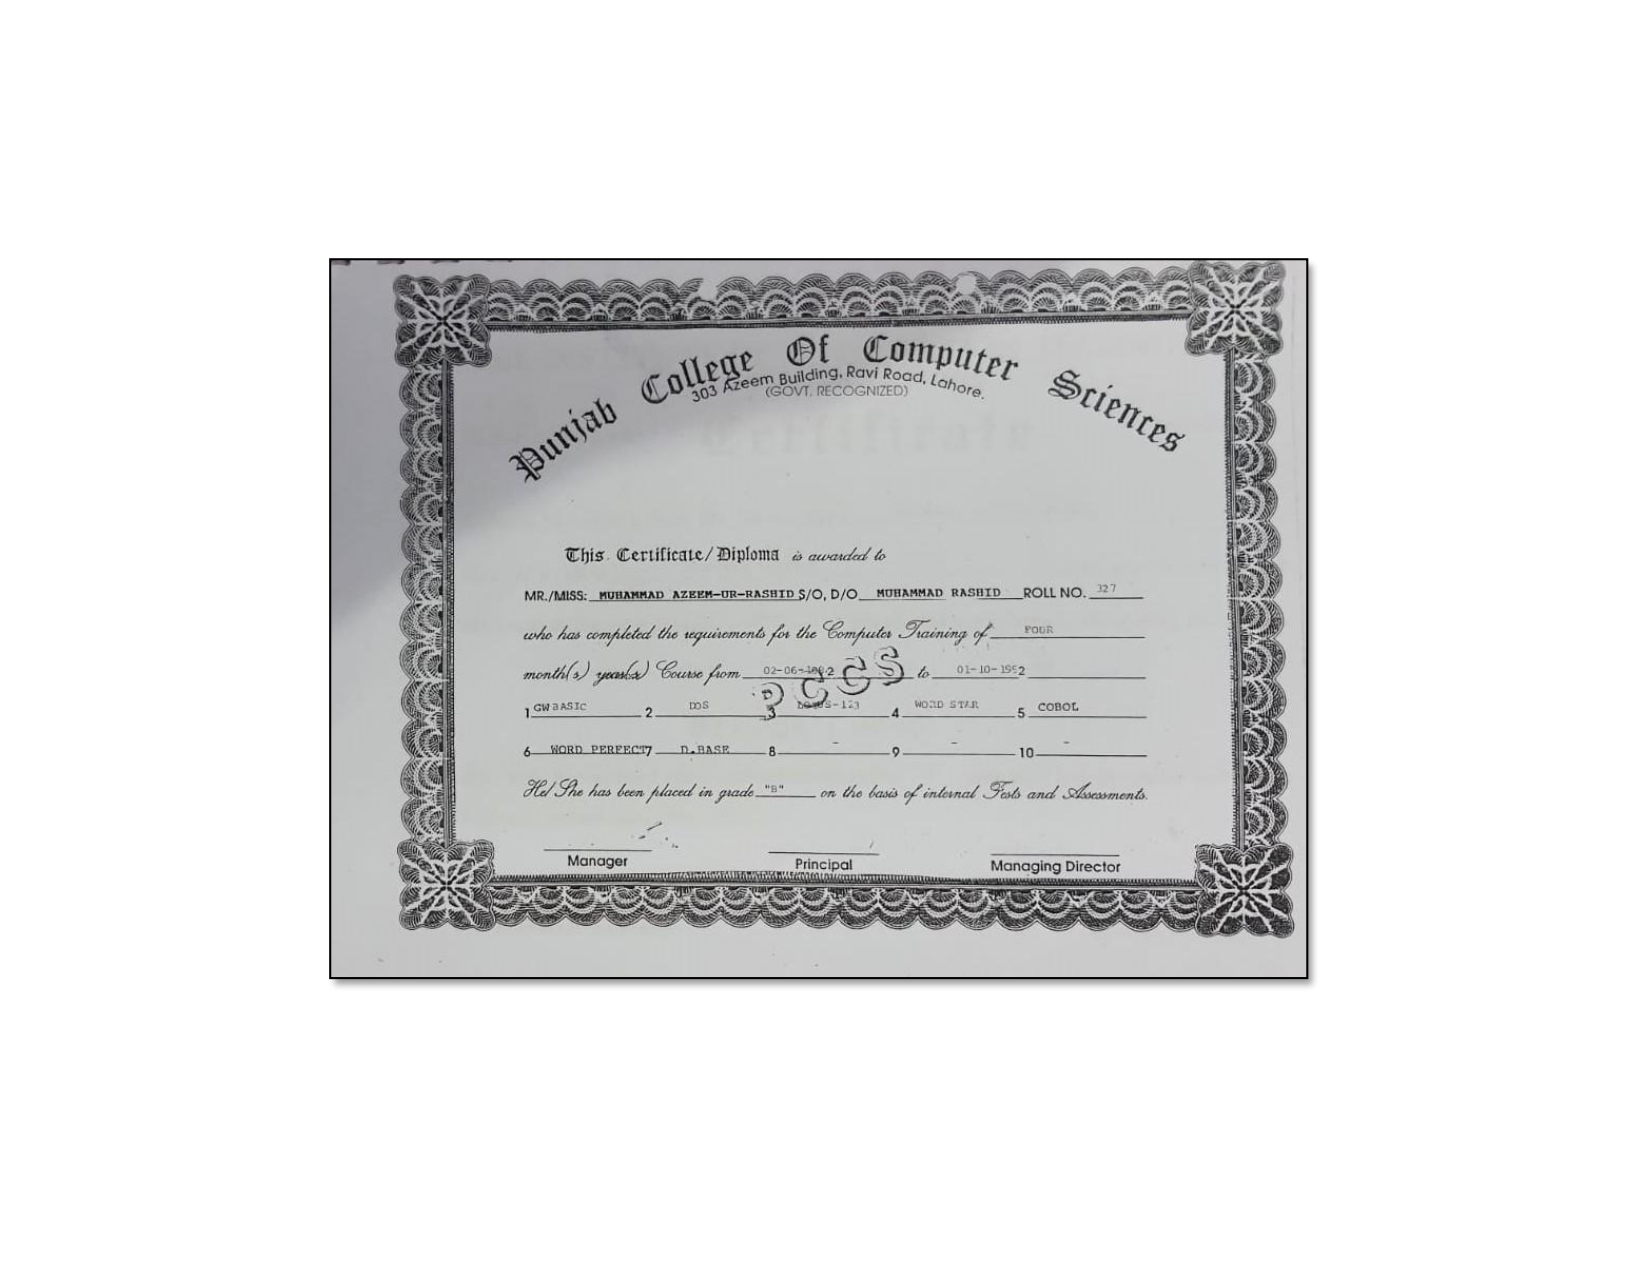 Punjab College Of Computer Sciences
303 Azeem Building, Ravi Road, Lahore.
(GOVT. RECOGNIZED)
This Certificate/Diploma is awarded to
MR./MISS: MUHAMMAD AZEEM-UR-RASHID S/O, D/O MUHAMMAD RASHID ROLL NO. 327
who has completed the requirements for the Computer Training of FOUR
month(s) year(s) Course from 02-06-1992 to 01-10-1992
PCCS
1 GWBASIC 2 DOS 3 LOTUS-123 4 WORD STAR 5 COBOL
6 WORD PERFECT 7 D.BASE 8 - 9 - 10 -
He/She has been placed in grade "B" on the basis of internal Tests and Assessments.
Manager Principal Managing Director